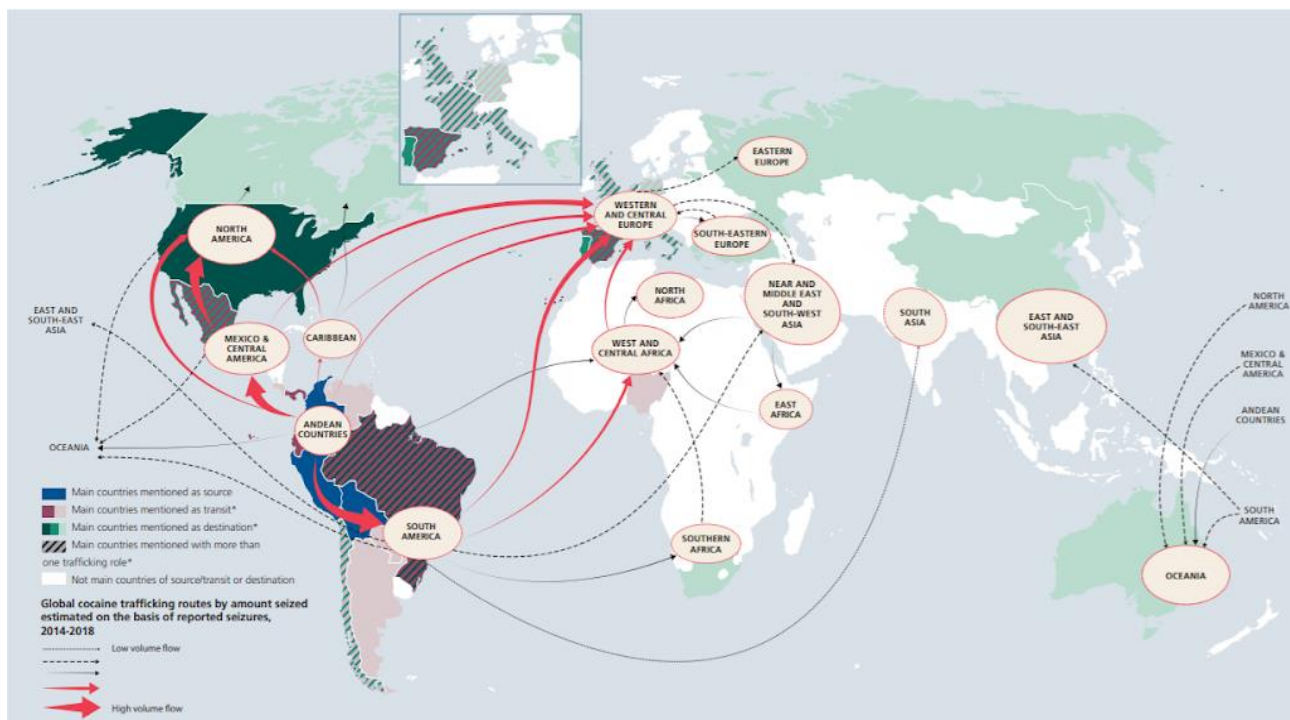 EASTERN
EUROPE
WESTERN
AND CENTRAL
EUROPE
SOUTH-EASTERN
EUROPE
NORTH
AMERICA
NORTH
AFRICA
NEAR AND
MIDDLE EAST
AND
SOUTH-WEST
ASIA
SOUTH
ASIA
EAST AND
SOUTH-EAST
ASIA
NORTH
AMERICA
EAST AND
SOUTH-EAST
ASIA
MEXICO &
CENTRAL
AMERICA
CARIBBEAN
WEST AND
CENTRAL AFRICA
MEXICO &
CENTRAL
AMERICA
EAST
AFRICA
ANDEAN
COUNTRIES
ANDEAN
COUNTRIES
OCEANIA
SOUTH
AMERICA
SOUTHERN
AFRICA
SOUTH
AMERICA
OCEANIA
Main countries mentioned as source
Main countries mentioned as transit*
Main countries mentioned as destination*
Main countries mentioned with more than
one trafficking role*
Not main countries of source/transit or destination
Global cocaine trafficking routes by amount seized
estimated on the basis of reported seizures,
2014-2018
Low volume flow
High volume flow